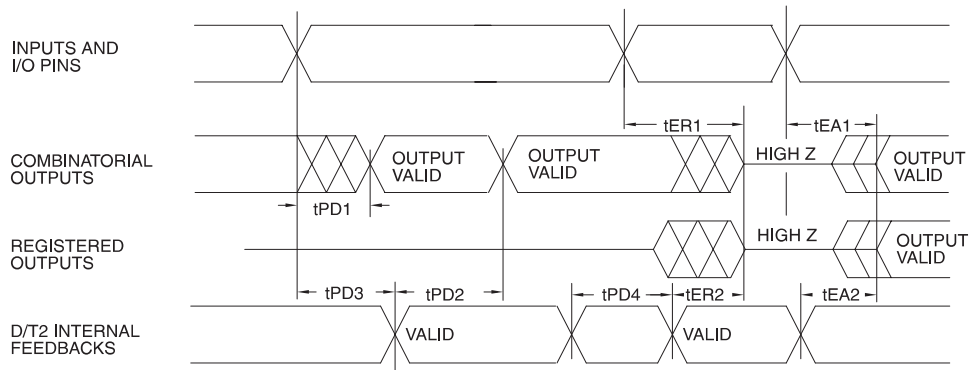 INPUTS AND
I/O PINS
tER1
tEA1
COMBINATORIAL
OUTPUTS
OUTPUT
VALID
OUTPUT
VALID
HIGH Z
OUTPUT
VALID
tPD1
REGISTERED
OUTPUTS
HIGH Z
OUTPUT
VALID
tPD3
tPD2
tPD4
tER2
tEA2
D/T2 INTERNAL
FEEDBACKS
VALID
VALID